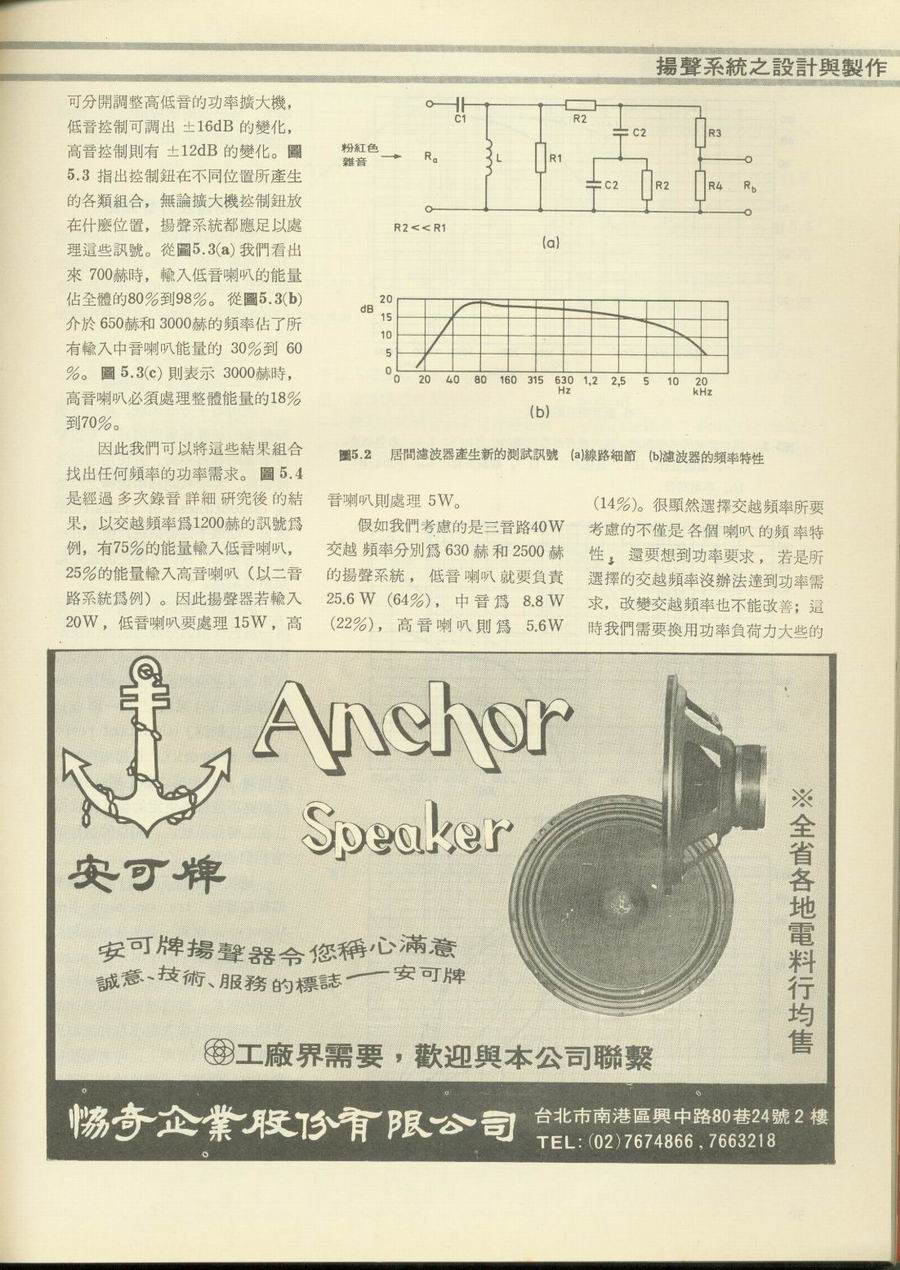 揚聲系統之設計與製作
可分開調整高低音的功率擴大機，
低音控制可調出 ±16dB 的變化，
高音控制則有 ±12dB 的變化。圖
5.3 指出控制鈕在不同位置所產生
的各類組合，無論擴大機控制鈕放
在什麼位置，揚聲系統都應足以處
理這些訊號。從圖5.3(a) 我們看出
來 700赫時，輸入低音喇叭的能量
佔全體的80％到98％。 從圖5.3(b)
介於 650赫和 3000赫的頻率佔了所
有輸入中音喇叭能量的 30％到 60
％。 圖 5.3(c) 則表示 3000赫時，
高音喇叭必須處理整體能量的18％
到70％。
因此我們可以將這些結果組合
找出任何頻率的功率需求。 圖 5.4
是經過多次錄音詳細研究後的結
果，以交越頻率爲1200赫的訊號爲
例，有75％的能量輸入低音喇叭，
25％的能量輸入高音喇叭（以二音
路系統爲例）。因此揚聲器若輸入
20W，低音喇叭要處理 15W，高
C1
R2
C2
R3
粉紅色
雜音
Ra
L
R1
C2
R2
R4
Rb
R2<<R1
(a)
dB
20
15
10
5
0
0 20 40 80 160 315 630 1,2 2,5 5 10 20
Hz kHz
(b)
圖5.2 居間濾波器產生新的測試訊號 (a)線路細節 (b)濾波器的頻率特性
音喇叭則處理 5W。
假如我們考慮的是三音路40W
交越頻率分別爲 630 赫和 2500 赫
的揚聲系統，低音喇叭就要負責
25.6 W (64％)，中音爲 8.8 W
(22％)，高音喇叭則爲 5.6W
(14％)。很顯然選擇交越頻率所要
考慮的不僅是各個喇叭的頻率特
性，還要想到功率要求，若是所
選擇的交越頻率沒辦法達到功率需
求，改變交越頻率也不能改善；這
時我們需要換用功率負荷力大些的
Anchor
Speaker
安可牌
安可牌揚聲器令您稱心滿意
誠意、技術、服務的標誌——安可牌
※全省各地電料行均售
工廠界需要，歡迎與本公司聯繫
協奇企業股份有限公司
台北市南港區興中路80巷24號2樓
TEL:(02)7674866，7663218